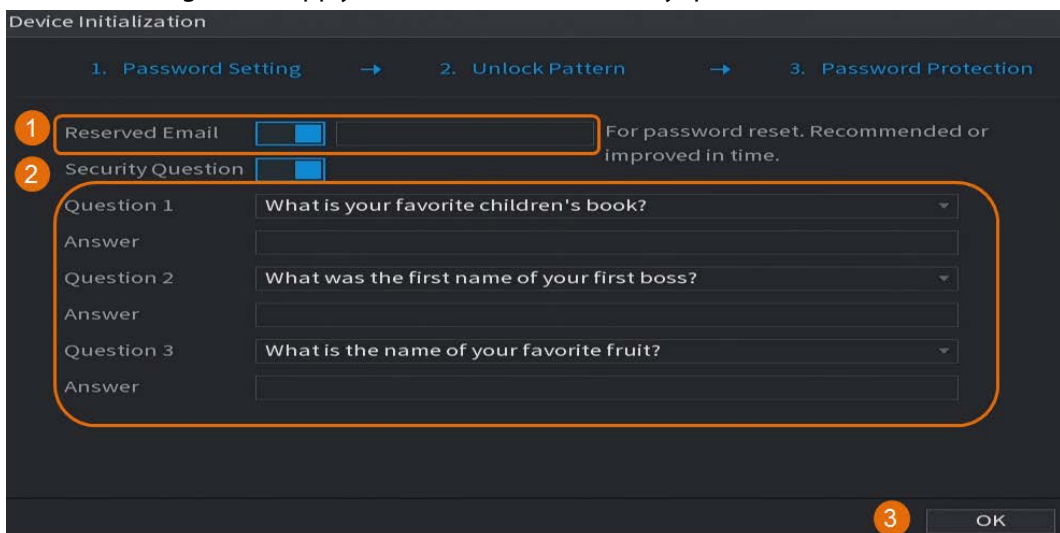 Device Initialization
1. Password Setting → 2. Unlock Pattern → 3. Password Protection
1 Reserved Email For password reset. Recommended or
improved in time.
2 Security Question
Question 1 What is your favorite children's book?
Answer
Question 2 What was the first name of your first boss?
Answer
Question 3 What is the name of your favorite fruit?
Answer
3 OK